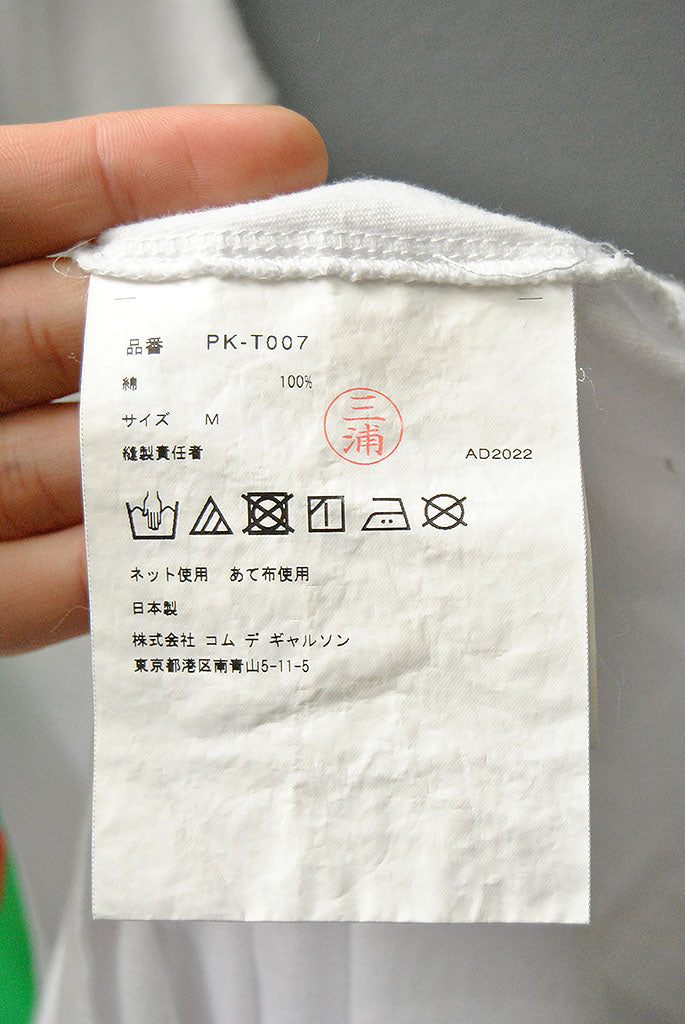 品番 PK-T007
綿 100%
サイズ M
三浦
縫製責任者 AD2022
ネット使用 あて布使用
日本製
株式会社 コム デ ギャルソン
東京都港区南青山5-11-5